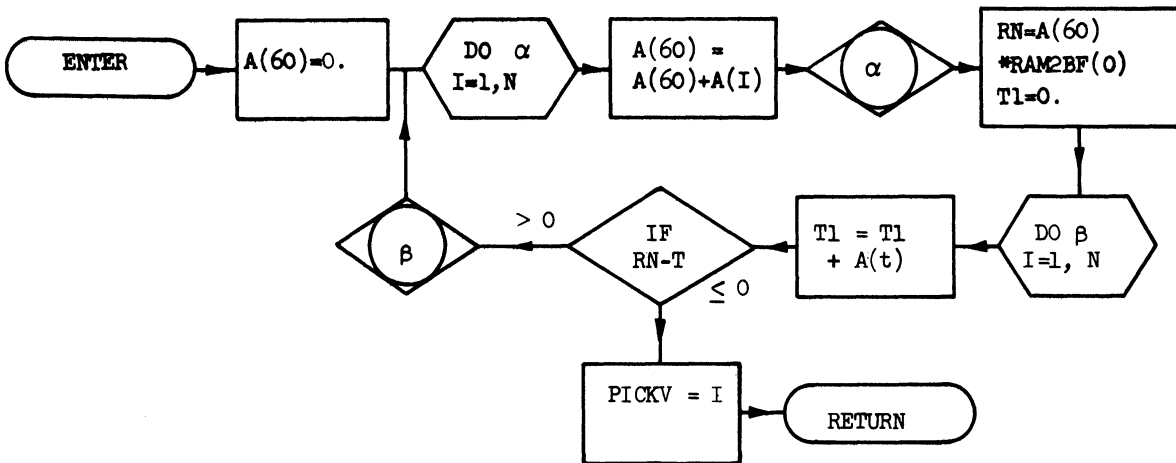 ENTER
A(60)=0.
DO α
I=1,N
A(60) =
A(60)+A(I)
α
RN=A(60)
*RAM2BF(0)
T1=0.
DO β
I=1, N
T1 = T1
+ A(t)
IF
RN-T
> 0
≤ 0
β
PICKV = I
RETURN